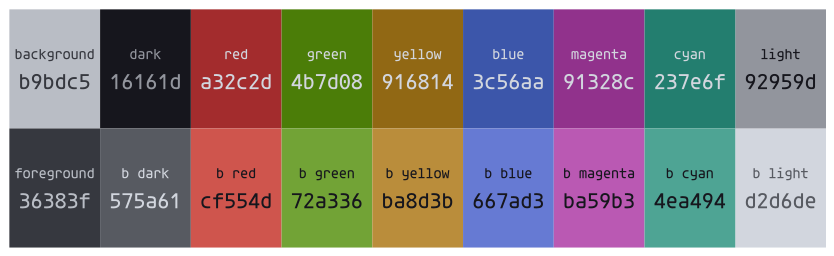 background dark red green yellow blue magenta cyan light
b9bdc5 16161d a32c2d 4b7d08 916814 3c56aa 91328c 237e6f 92959d
foreground b dark b red b green b yellow b blue b magenta b cyan b light
36383f 575a61 cf554d 72a336 ba8d3b 667ad3 ba59b3 4ea494 d2d6de